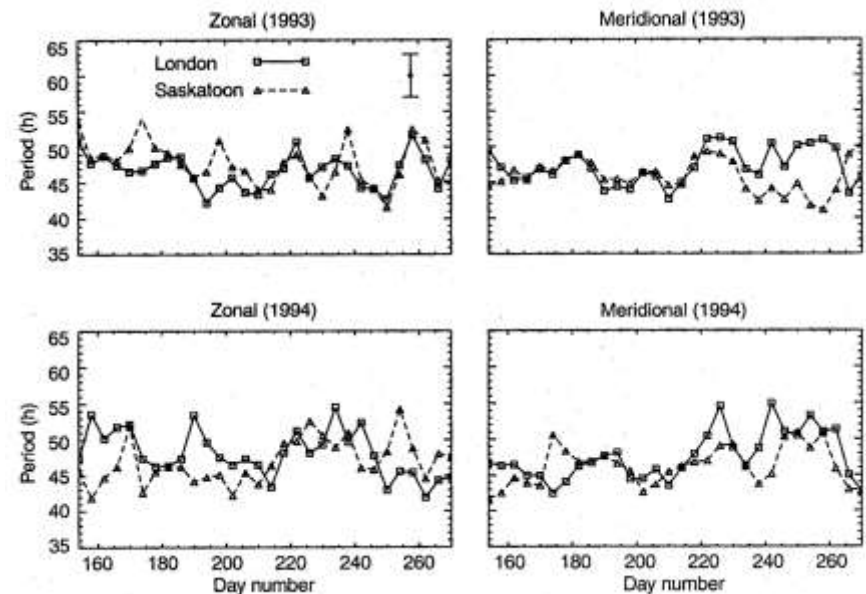 Zonal (1993)
Meridional (1993)
65
60
55
50
45
40
35
Period (h)
London
Saskatoon
Zonal (1994)
Meridional (1994)
65
60
55
50
45
40
35
Period (h)
160 180 200 220 240 260
160 180 200 220 240 260
Day number
Day number